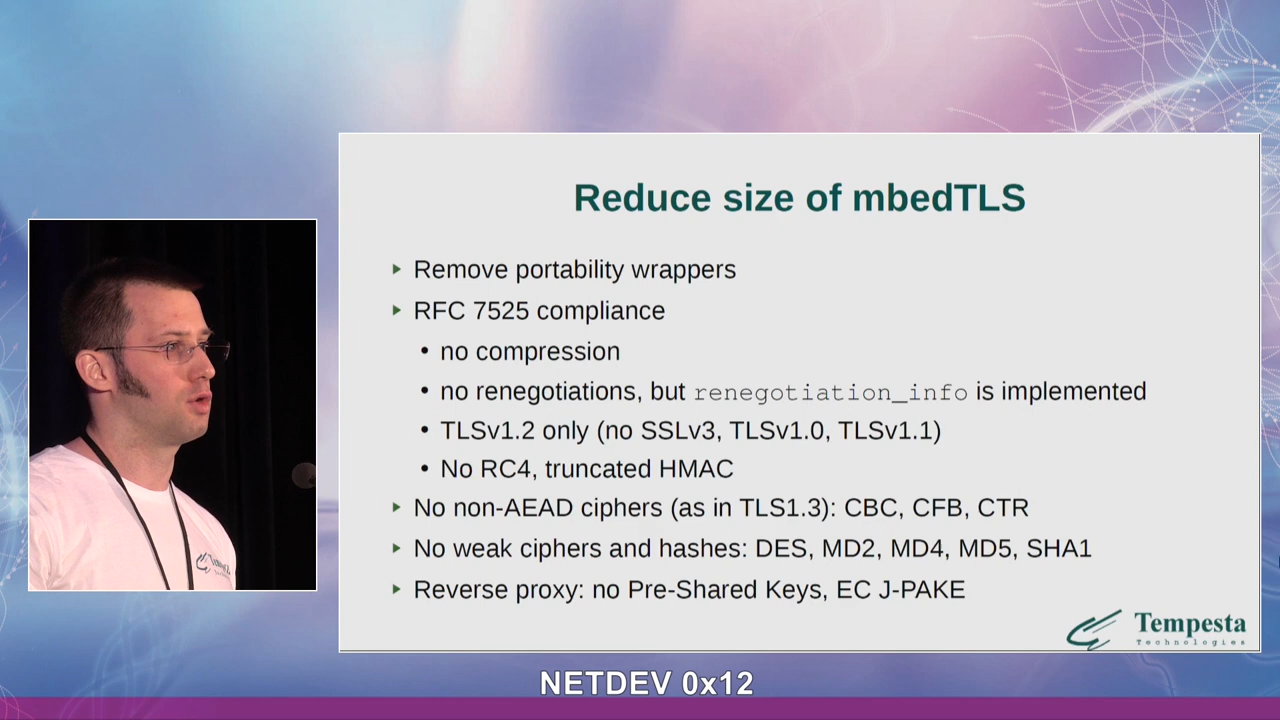 Reduce size of mbedTLS
Remove portability wrappers
RFC 7525 compliance
no compression
no renegotiations, but renegotiation_info is implemented
TLSv1.2 only (no SSLv3, TLSv1.0, TLSv1.1)
No RC4, truncated HMAC
No non-AEAD ciphers (as in TLS1.3): CBC, CFB, CTR
No weak ciphers and hashes: DES, MD2, MD4, MD5, SHA1
Reverse proxy: no Pre-Shared Keys, EC J-PAKE
Tempesta
Technologies
NETDEV 0x12